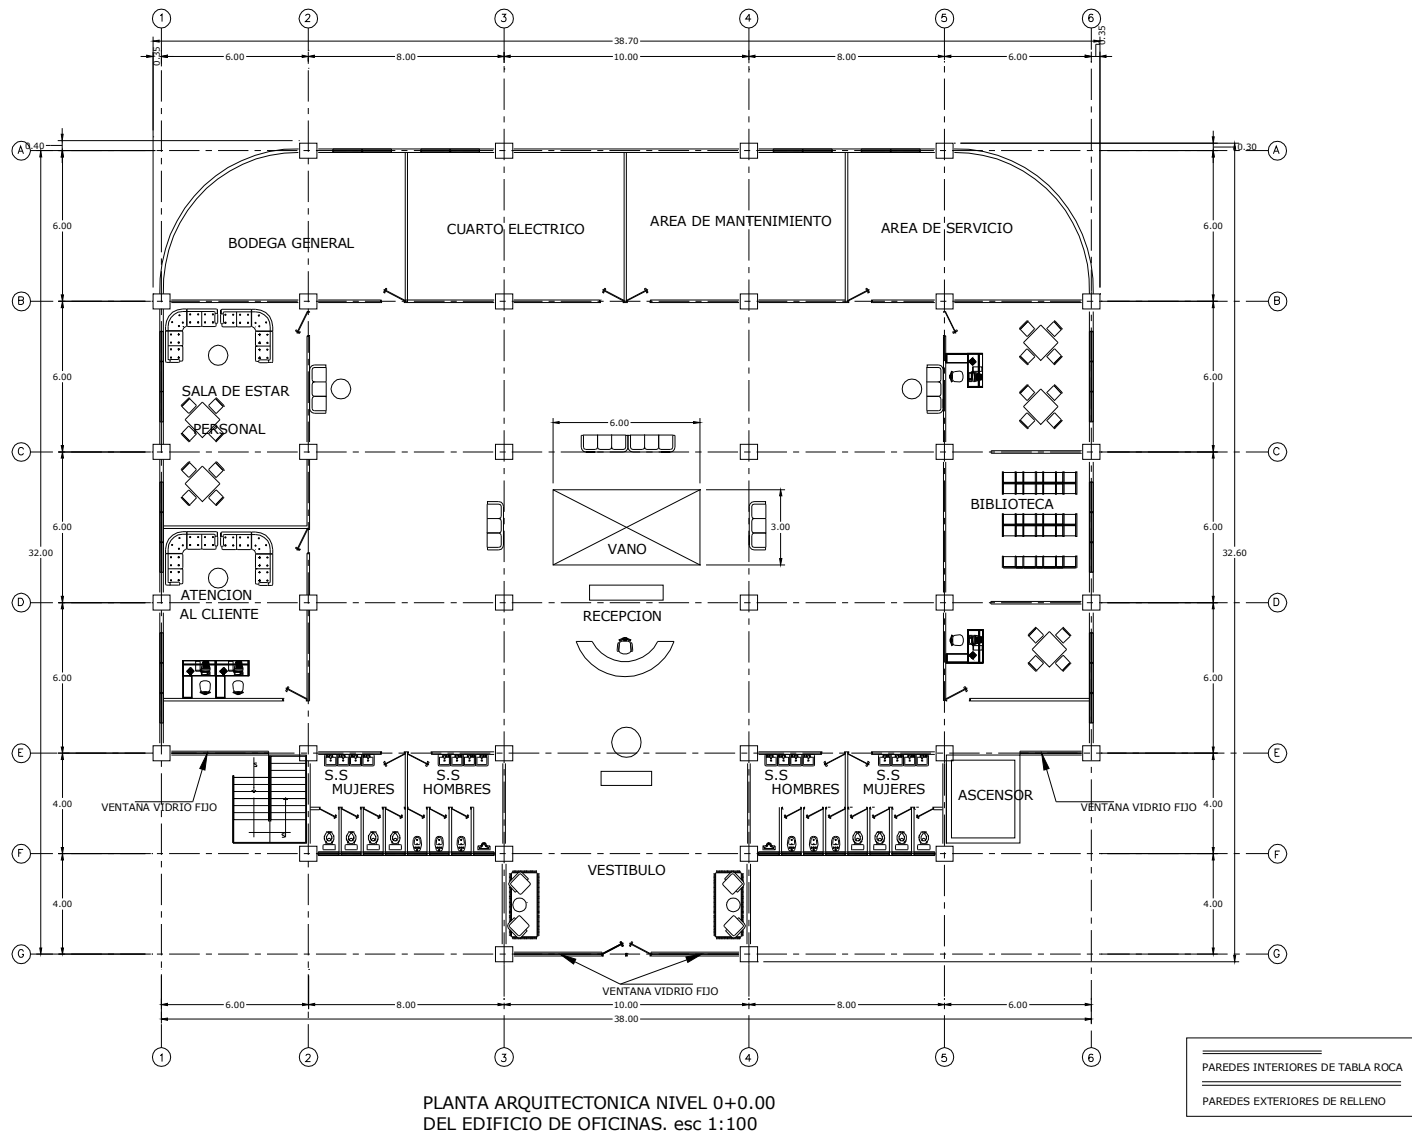 1 2 3 4 5 6
38.70
0.35 6.00 8.00 10.00 8.00 6.00 0.35
A 0.40 0.30 A
6.00 BODEGA GENERAL CUARTO ELECTRICO AREA DE MANTENIMIENTO AREA DE SERVICIO 6.00
B B
6.00 6.00
SALA DE ESTAR
PERSONAL
6.00
C C
BIBLIOTECA
6.00 3.00 6.00
VANO
32.00 32.60
ATENCION
AL CLIENTE
D D
RECEPCION
6.00 6.00
E E
S.S
MUJERES
S.S
HOMBRES
S.S
HOMBRES
S.S
MUJERES
ASCENSOR
S
S
VENTANA VIDRIO FIJO VENTANA VIDRIO FIJO
4.00 4.00
F F
VESTIBULO
4.00 4.00
G G
VENTANA VIDRIO FIJO
6.00 8.00 10.00 8.00 6.00
38.00
1 2 3 4 5 6
PAREDES INTERIORES DE TABLA ROCA
PAREDES EXTERIORES DE RELLENO
PLANTA ARQUITECTONICA NIVEL 0+0.00
DEL EDIFICIO DE OFICINAS. esc 1:100